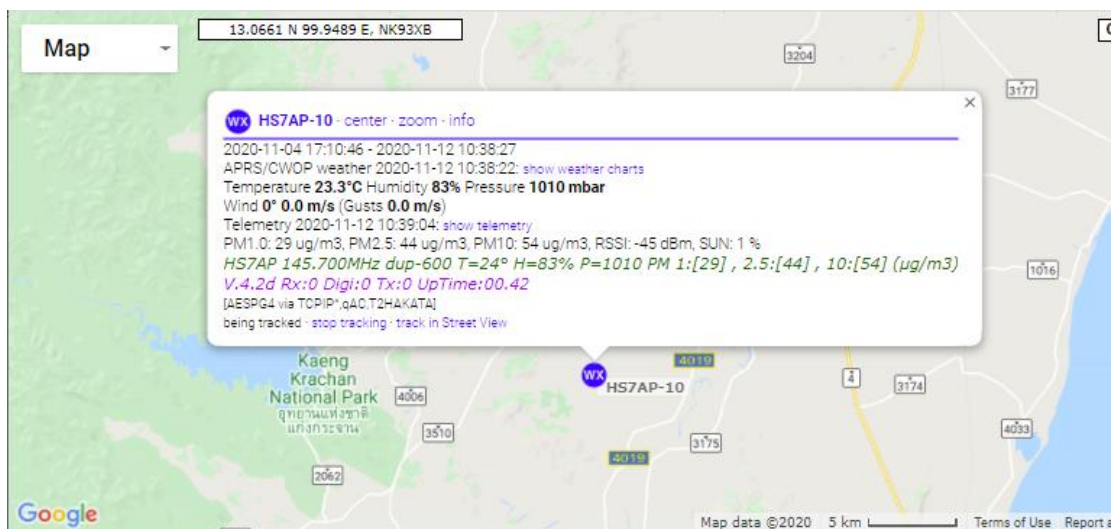 Map
13.0661 N 99.9489 E, NK93XB
3204
3177
WX HS7AP-10 · center · zoom · info
2020-11-04 17:10:46 - 2020-11-12 10:38:27
APRS/CWOP weather 2020-11-12 10:38:22: show weather charts
Temperature 23.3°C Humidity 83% Pressure 1010 mbar
Wind 0° 0.0 m/s (Gusts 0.0 m/s)
Telemetry 2020-11-12 10:39:04: show telemetry
PM1.0: 29 ug/m3, PM2.5: 44 ug/m3, PM10: 54 ug/m3, RSSI: -45 dBm, SUN: 1 %
HS7AP 145.700MHz dup-600 T=24° H=83% P=1010 PM 1:[29] , 2.5:[44] , 10:[54] (µg/m3)
V.4.2d Rx:0 Digi:0 Tx:0 UpTime:00.42
[AESPG4 via TCPIP*,qAC,T2HAKATA]
being tracked · stop tracking · track in Street View
1016
Kaeng
Krachan
National Park
อุทยานแห่งชาติ
แก่งกระจาน
4006
3510
2062
WX
HS7AP-10
4019
4
3174
3175
4019
4033
Google
Map data ©2020
5 km
Terms of Use
Report